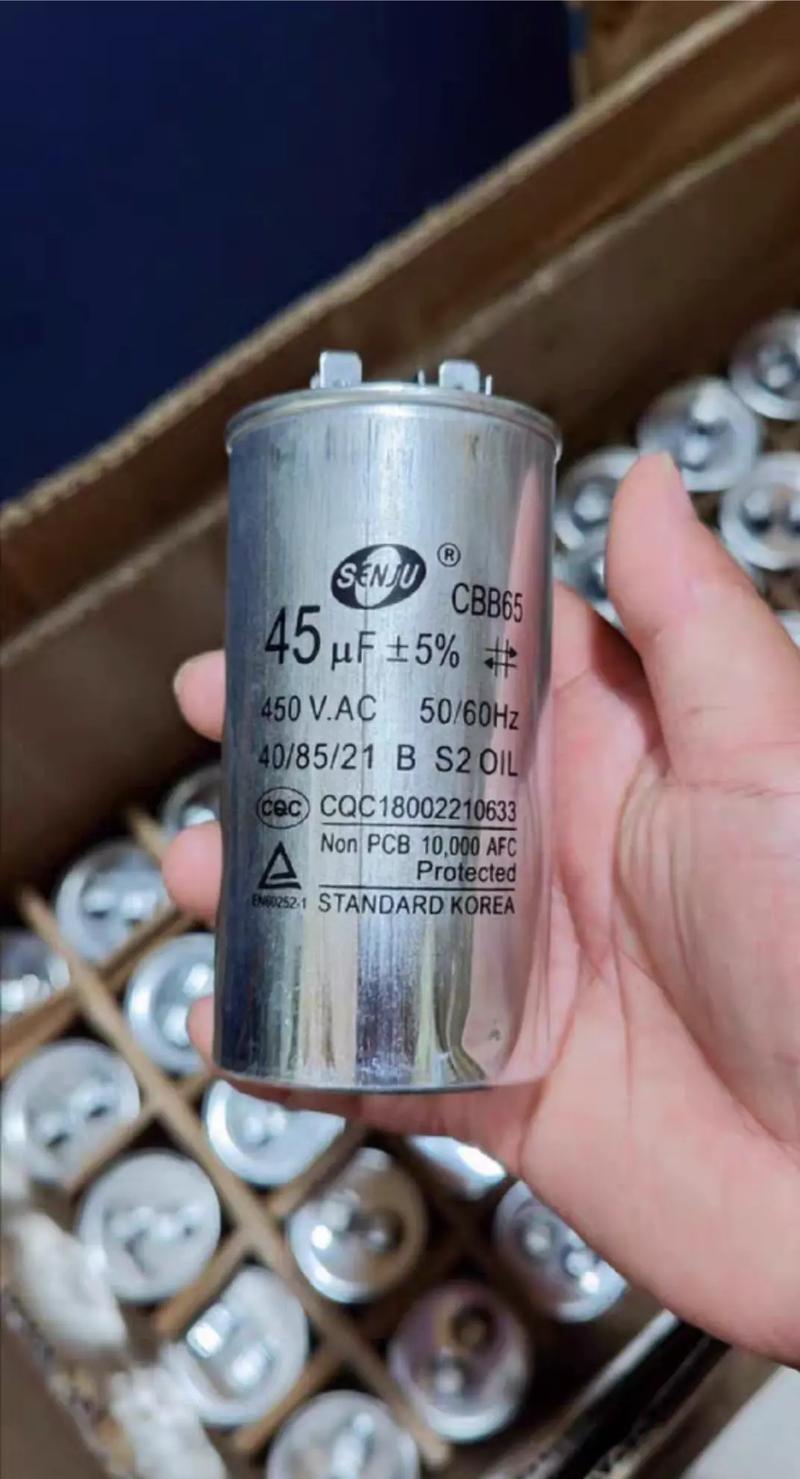 SENJU ®
CBB65
45 µF ±5%
450 V.AC 50/60Hz
40/85/21 B S2 OIL
CQC CQC18002210633
Non PCB 10,000 AFC
Protected
EN60252-1 STANDARD KOREA